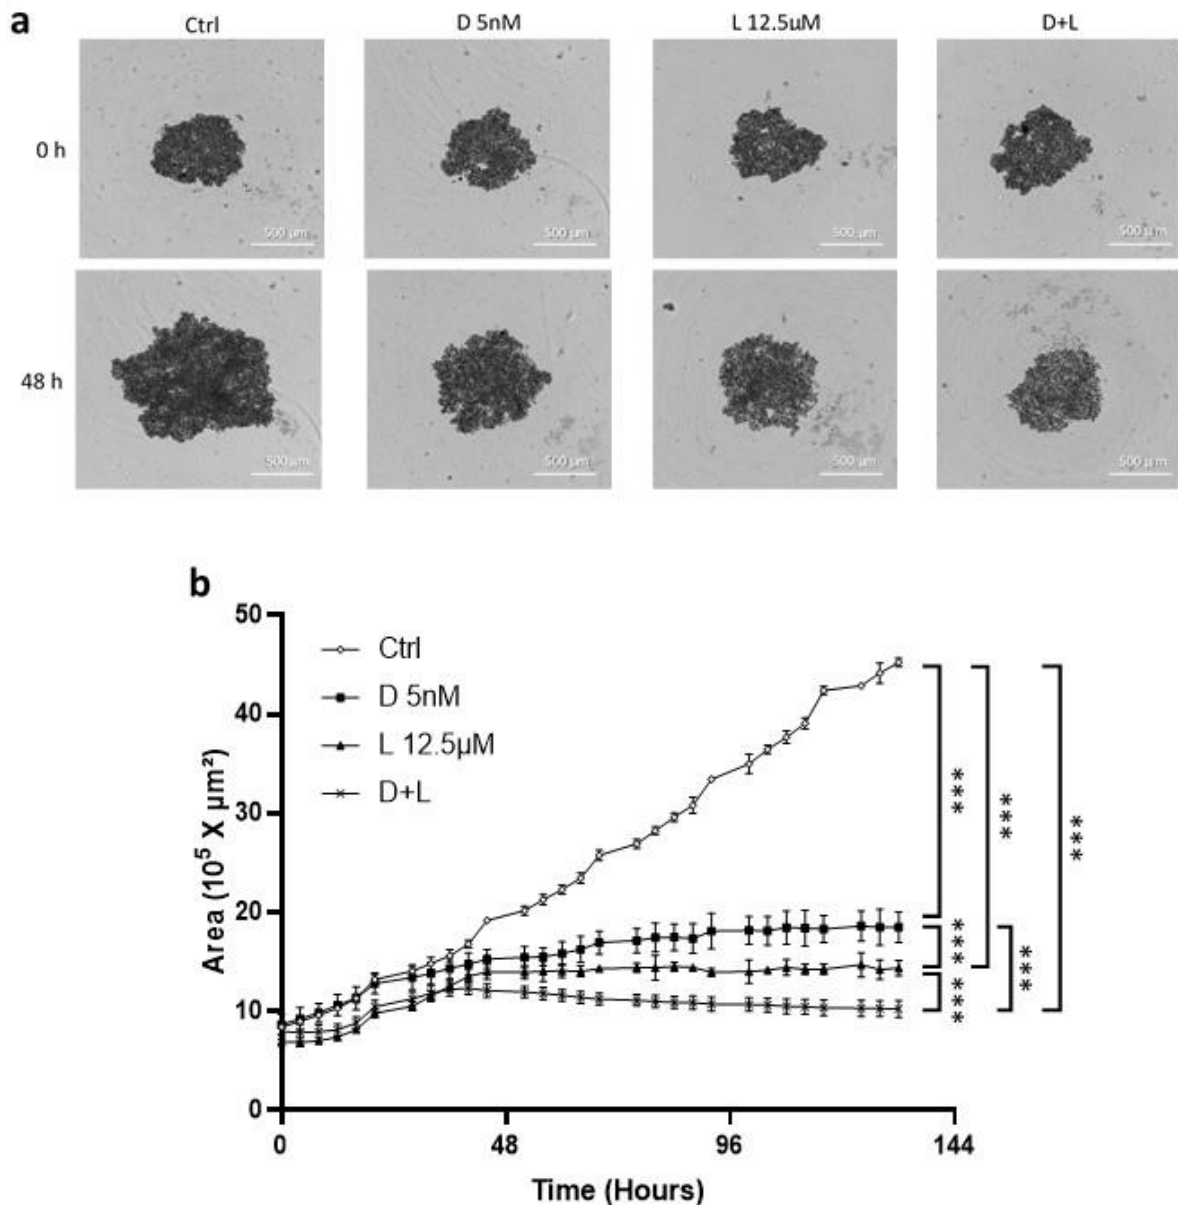 a
Ctrl
D 5nM
L 12.5µM
D+L
0 h
500 µm
500 µm
500 µm
500 µm
48 h
500 µm
500 µm
500 µm
500 µm
b
50
40
30
20
10
0
Area (10⁵ X µm²)
Ctrl
D 5nM
L 12.5µM
D+L
***
***
***
***
***
***
0
48
96
144
Time (Hours)